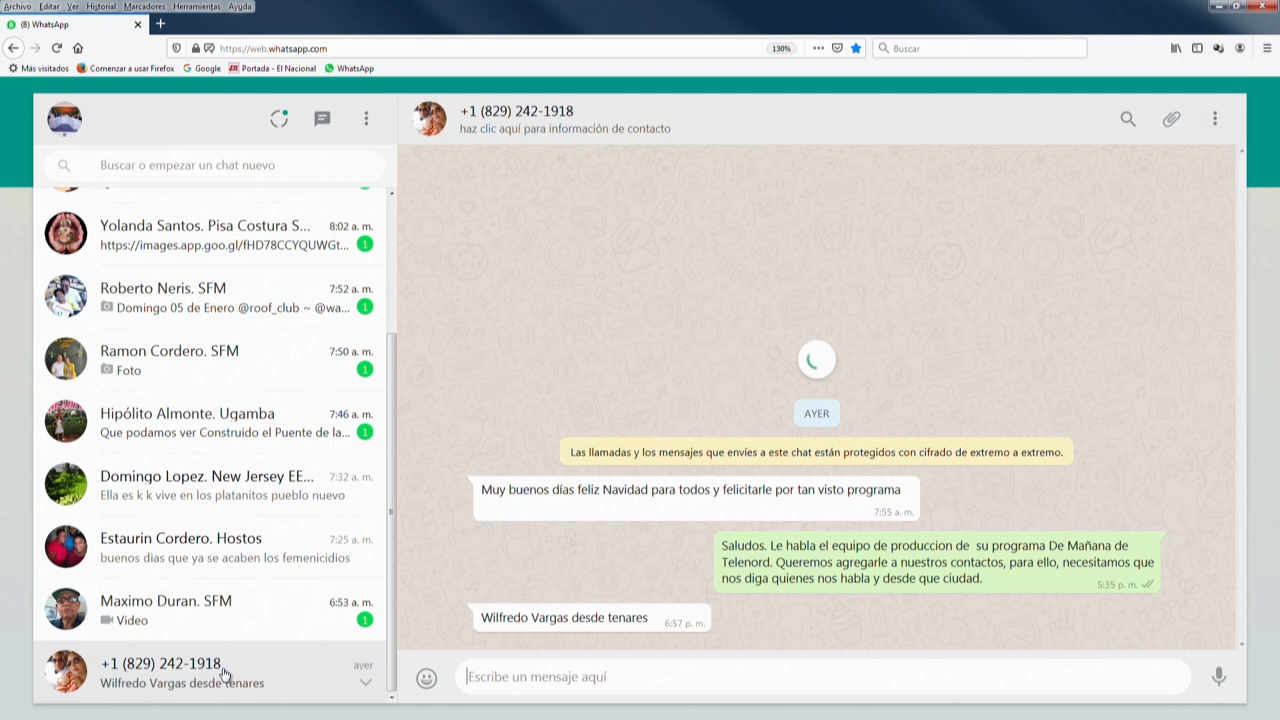 Archivo Editar Ver Historial Marcadores Herramientas Ayuda
(8) WhatsApp
https://web.whatsapp.com
130%
Buscar
Más visitados
Comenzar a usar Firefox
Google
Portada - El Nacional
WhatsApp
Buscar o empezar un chat nuevo
Yolanda Santos. Pisa Costura S... 8:02 a. m.
https://images.app.goo.gl/fHD78CCYQUWGt... 1
Roberto Neris. SFM 7:52 a. m.
Domingo 05 de Enero @roof_club ~ @wa... 1
Ramon Cordero. SFM 7:50 a. m.
Foto 1
Hipólito Almonte. Ugamba 7:46 a. m.
Que podamos ver Construido el Puente de la... 1
Domingo Lopez. New Jersey EE... 7:32 a. m.
Ella es k k vive en los platanitos pueblo nuevo
Estaurin Cordero. Hostos 7:25 a. m.
buenos dias que ya se acaben los femenicidios
Maximo Duran. SFM 6:53 a. m.
Video 1
+1 (829) 242-1918 ayer
Wilfredo Vargas desde tenares
+1 (829) 242-1918
haz clic aquí para información de contacto
AYER
Las llamadas y los mensajes que envíes a este chat están protegidos con cifrado de extremo a extremo.
Muy buenos días feliz Navidad para todos y felicitarle por tan visto programa
7:55 a. m.
Saludos. Le habla el equipo de produccion de su programa De Mañana de
Telenord. Queremos agregarle a nuestros contactos, para ello, necesitamos que
nos diga quienes nos habla y desde que ciudad.
5:35 p. m.
Wilfredo Vargas desde tenares 6:57 p. m.
Escribe un mensaje aquí